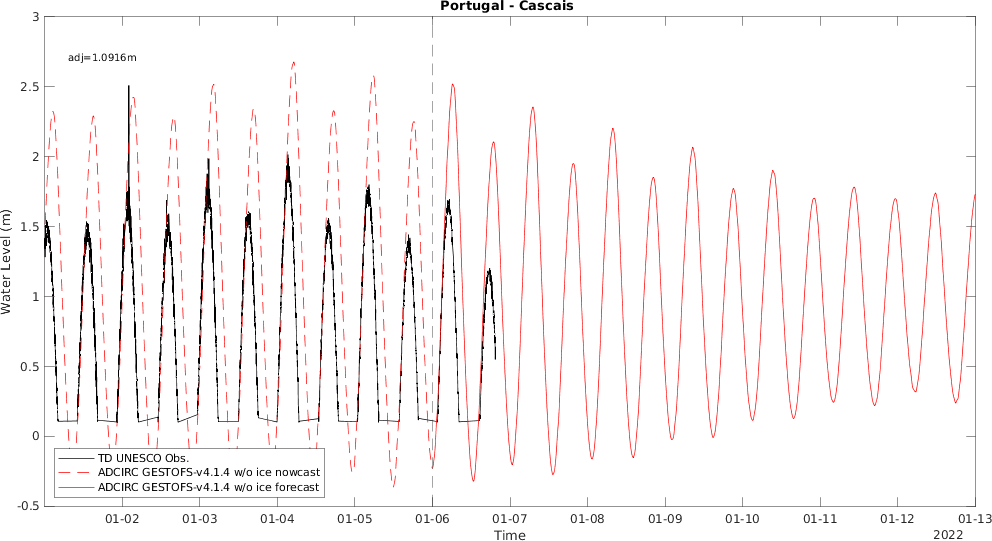 Portugal - Cascais
adj=1.0916m
3
2.5
2
1.5
1
0.5
0
-0.5
Water Level (m)
TD UNESCO Obs.
ADCIRC GESTOFS-v4.1.4 w/o ice nowcast
ADCIRC GESTOFS-v4.1.4 w/o ice forecast
01-02 01-03 01-04 01-05 01-06 01-07 01-08 01-09 01-10 01-11 01-12 01-13
Time
2022